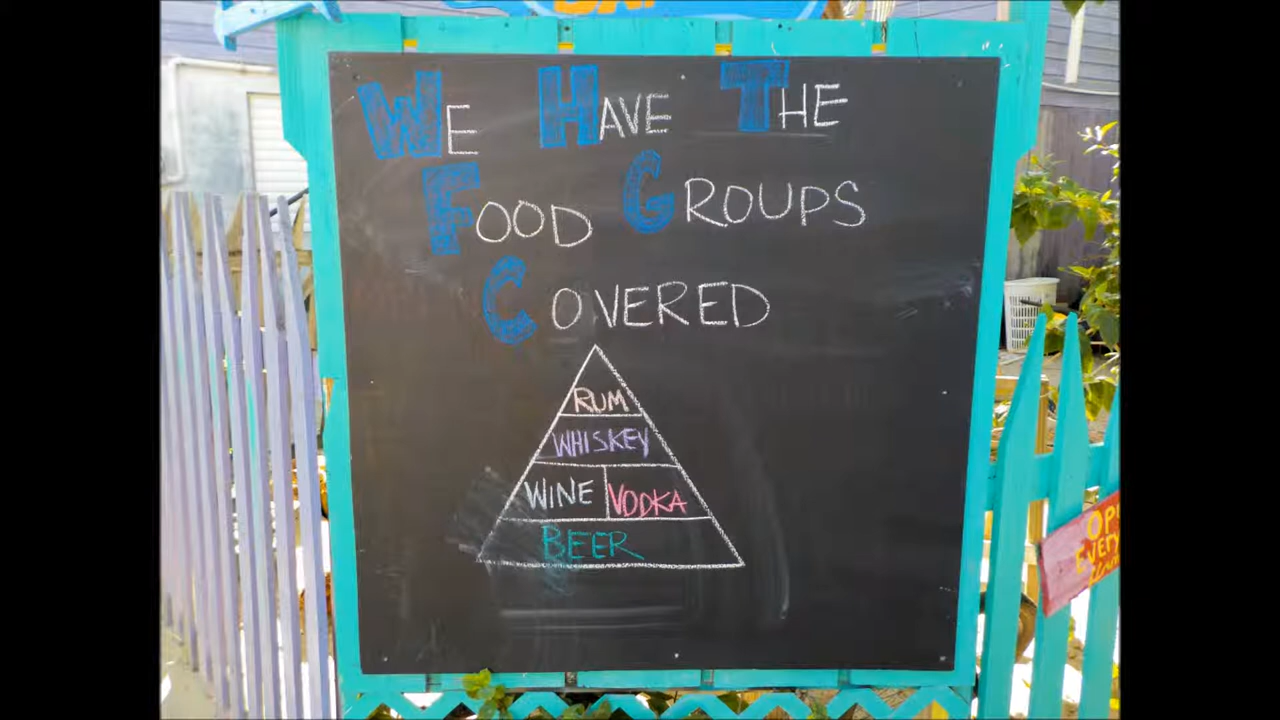 WE HAVE THE
FOOD GROUPS
COVERED
RUM
WHISKEY
WINE VODKA
BEER